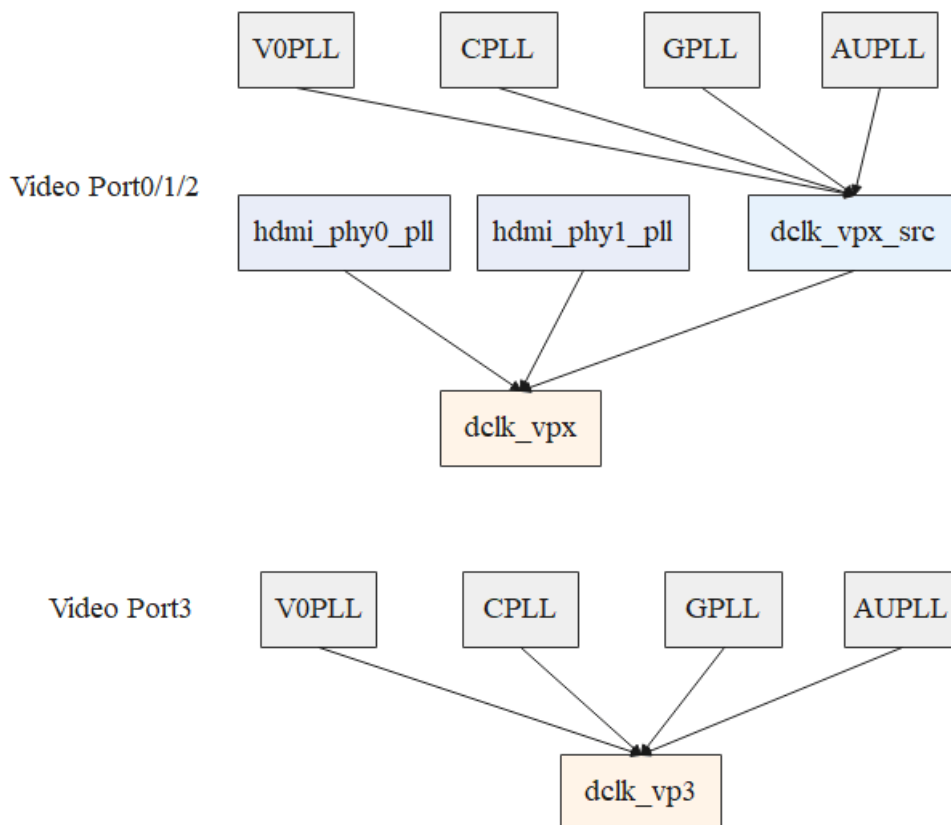 V0PLL
CPLL
GPLL
AUPLL
Video Port0/1/2
hdmi_phy0_pll
hdmi_phy1_pll
dclk_vpx_src
dclk_vpx
Video Port3
V0PLL
CPLL
GPLL
AUPLL
dclk_vp3